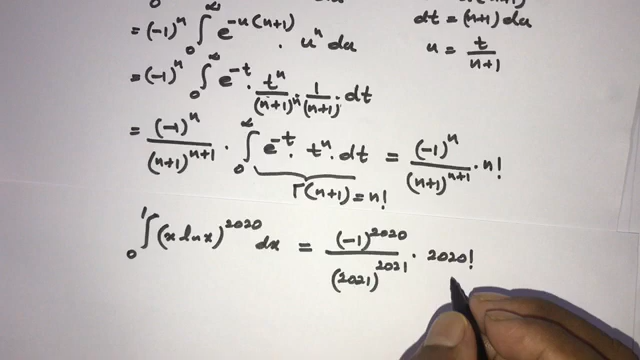 = (-1)^n ∫_0^∞ e^{-u(n+1)} · u^n du
dt = (n+1) du
u = t/(n+1)
= (-1)^n ∫_0^∞ e^{-t} · t^n/(n+1)^n · 1/(n+1) · dt
= (-1)^n/(n+1)^{n+1} · ∫_0^∞ e^{-t} · t^n · dt = (-1)^n/(n+1)^{n+1} · n!
Γ(n+1) = n!
∫_0^1 (x ln x)^{2020} dx = (-1)^{2020}/(2021)^{2021} · 2020!